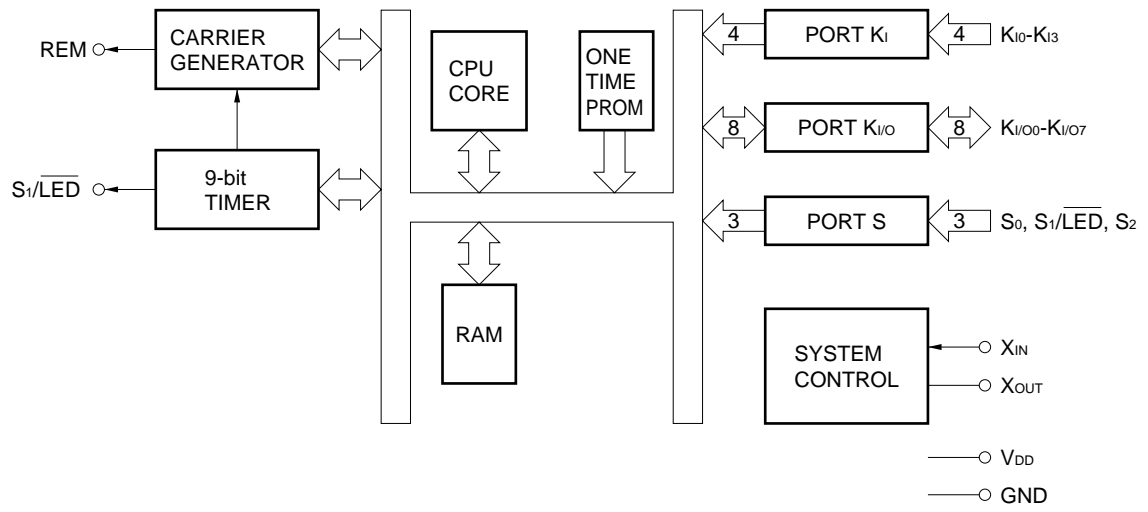 REM
CARRIER
GENERATOR
S1/LED
9-bit
TIMER
CPU
CORE
ONE
TIME
PROM
RAM
4
PORT KI
4
KI0-KI3
8
PORT KI/O
8
KI/O0-KI/O7
3
PORT S
3
S0, S1/LED, S2
SYSTEM
CONTROL
XIN
XOUT
VDD
GND